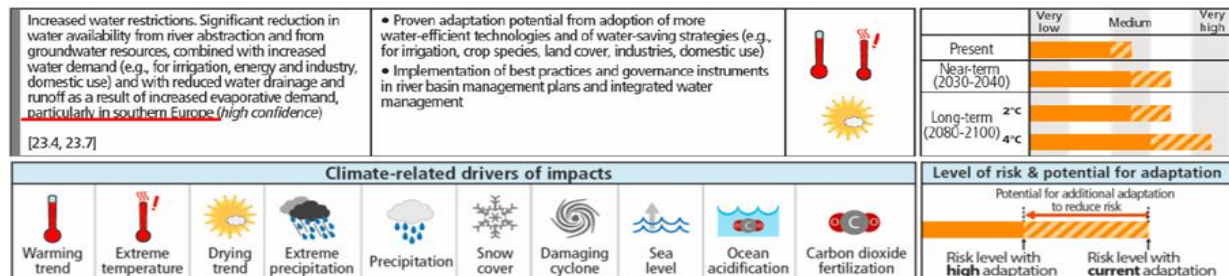 Increased water restrictions. Significant reduction in
water availability from river abstraction and from
groundwater resources, combined with increased
water demand (e.g., for irrigation, energy and industry,
domestic use) and with reduced water drainage and
runoff as a result of increased evaporative demand,
particularly in southern Europe (high confidence)
[23.4, 23.7]
• Proven adaptation potential from adoption of more
water-efficient technologies and of water-saving strategies (e.g.,
for irrigation, crop species, land cover, industries, domestic use)
• Implementation of best practices and governance instruments
in river basin management plans and integrated water
management
Very
low
Medium
Very
high
Present
Near-term
(2030-2040)
Long-term
(2080-2100)
2°C
4°C
Climate-related drivers of impacts
Warming
trend
Extreme
temperature
Drying
trend
Extreme
precipitation
Precipitation
Snow
cover
Damaging
cyclone
Sea
level
Ocean
acidification
O C O
Carbon dioxide
fertilization
Level of risk & potential for adaptation
Potential for additional adaptation
to reduce risk
Risk level with
high adaptation
Risk level with
current adaptation